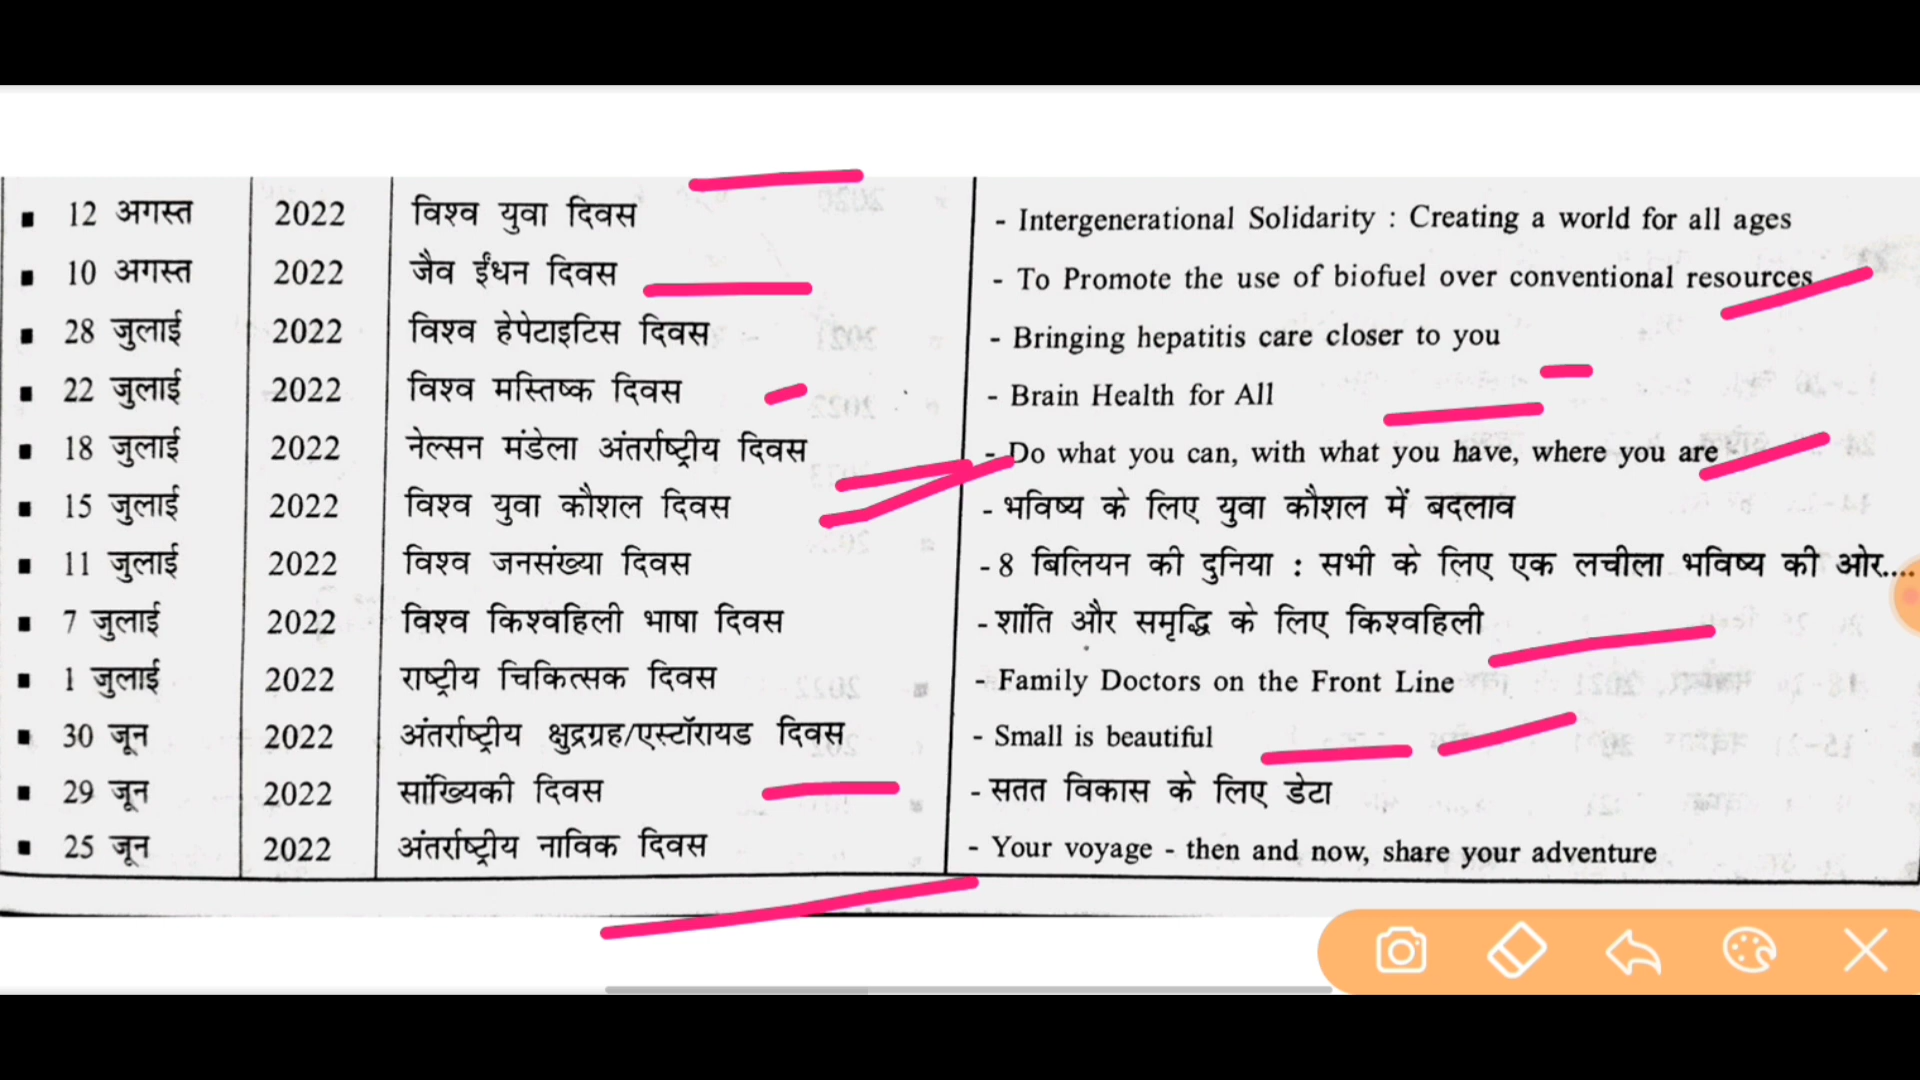 ▪ 12 अगस्त 2022 विश्व युवा दिवस - Intergenerational Solidarity : Creating a world for all ages
▪ 10 अगस्त 2022 जैव ईंधन दिवस - To Promote the use of biofuel over conventional resources
▪ 28 जुलाई 2022 विश्व हेपेटाइटिस दिवस - Bringing hepatitis care closer to you
▪ 22 जुलाई 2022 विश्व मस्तिष्क दिवस - Brain Health for All
▪ 18 जुलाई 2022 नेल्सन मंडेला अंतर्राष्ट्रीय दिवस - Do what you can, with what you have, where you are
▪ 15 जुलाई 2022 विश्व युवा कौशल दिवस - भविष्य के लिए युवा कौशल में बदलाव
▪ 11 जुलाई 2022 विश्व जनसंख्या दिवस - 8 बिलियन की दुनिया : सभी के लिए एक लचीला भविष्य की ओर....
▪ 7 जुलाई 2022 विश्व किश्वहिली भाषा दिवस - शांति और समृद्धि के लिए किश्वहिली
▪ 1 जुलाई 2022 राष्ट्रीय चिकित्सक दिवस - Family Doctors on the Front Line
▪ 30 जून 2022 अंतर्राष्ट्रीय क्षुद्रग्रह/एस्टॉरायड दिवस - Small is beautiful
▪ 29 जून 2022 सांख्यिकी दिवस - सतत विकास के लिए डेटा
▪ 25 जून 2022 अंतर्राष्ट्रीय नाविक दिवस - Your voyage - then and now, share your adventure